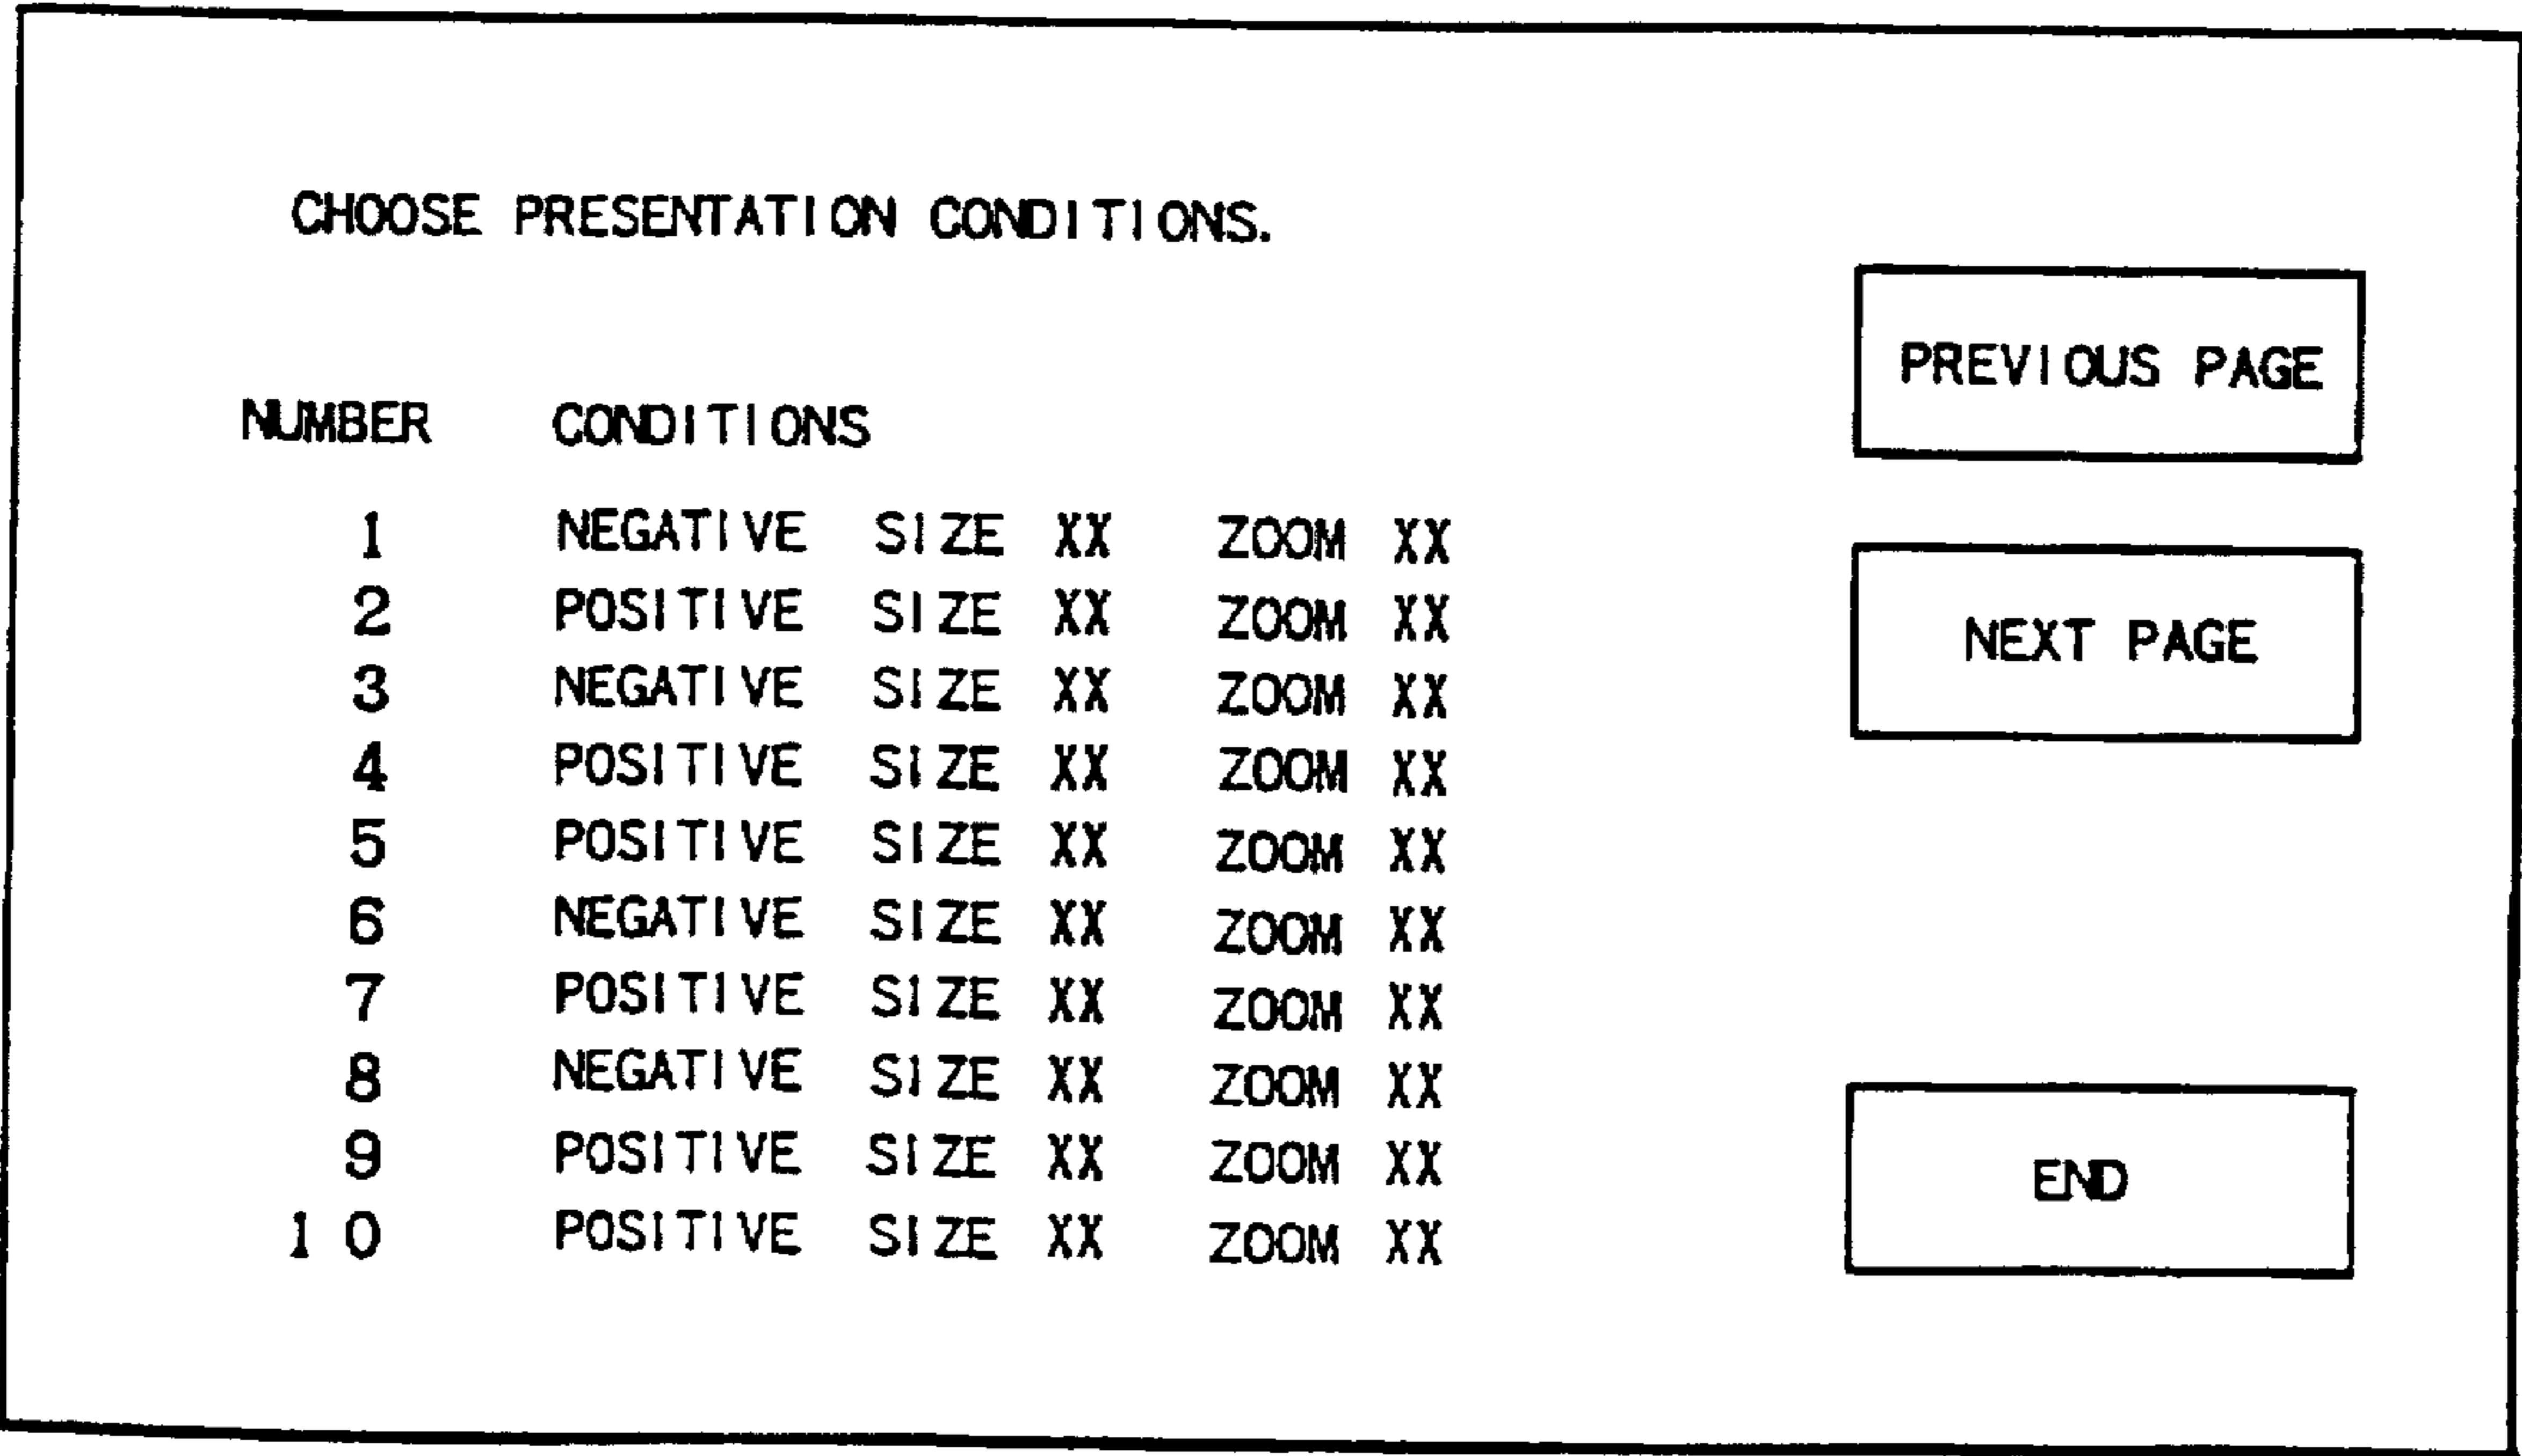 CHOOSE PRESENTATION CONDITIONS.
PREVIOUS PAGE
NUMBER CONDITIONS
1 NEGATIVE SIZE XX ZOOM XX
2 POSITIVE SIZE XX ZOOM XX
NEXT PAGE
3 NEGATIVE SIZE XX ZOOM XX
4 POSITIVE SIZE XX ZOOM XX
5 POSITIVE SIZE XX ZOOM XX
6 NEGATIVE SIZE XX ZOOM XX
7 POSITIVE SIZE XX ZOOM XX
8 NEGATIVE SIZE XX ZOOM XX
9 POSITIVE SIZE XX ZOOM XX
END
10 POSITIVE SIZE XX ZOOM XX